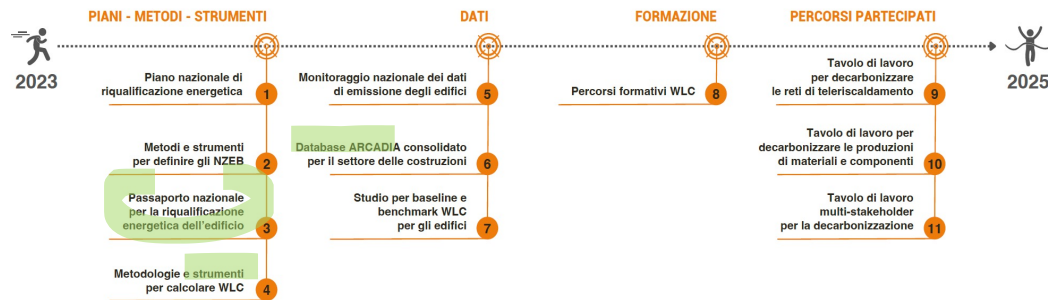 PIANI - METODI - STRUMENTI
DATI
FORMAZIONE
PERCORSI PARTECIPATI
2023
2025
Piano nazionale di
riqualificazione energetica
1
Metodi e strumenti
per definire gli NZEB
2
Passaporto nazionale
per la riqualificazione
energetica dell'edificio
3
Metodologie e strumenti
per calcolare WLC
4
Monitoraggio nazionale dei dati
di emissione degli edifici
5
Database ARCADIA consolidato
per il settore delle costruzioni
6
Studio per baseline e
benchmark WLC
per gli edifici
7
Percorsi formativi WLC
8
Tavolo di lavoro
per decarbonizzare
le reti di teleriscaldamento
9
Tavolo di lavoro per
decarbonizzare le produzioni
di materiali e componenti
10
Tavolo di lavoro
multi-stakeholder
per la decarbonizzazione
11